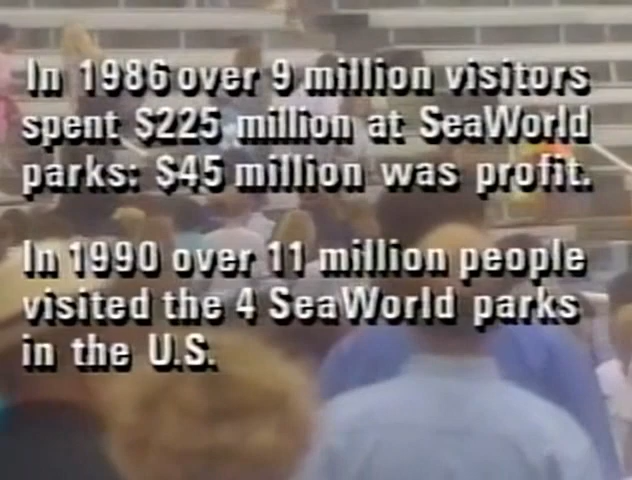 In 1986 over 9 million visitors
spent $225 million at SeaWorld
parks: $45 million was profit.
In 1990 over 11 million people
visited the 4 SeaWorld parks
in the U.S.